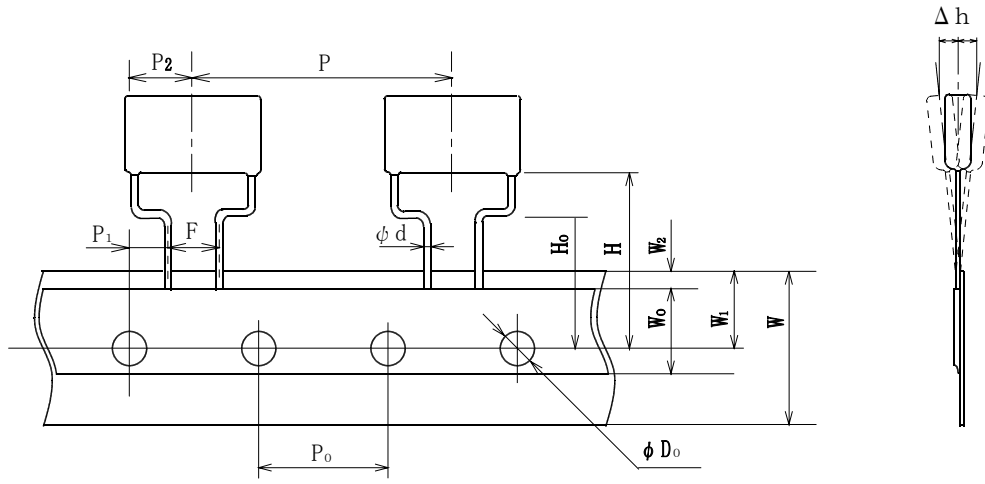 Δh
P₂
P
P₁
F
φd
H₀
H
W₂
W₀
W₁
W
P₀
φD₀